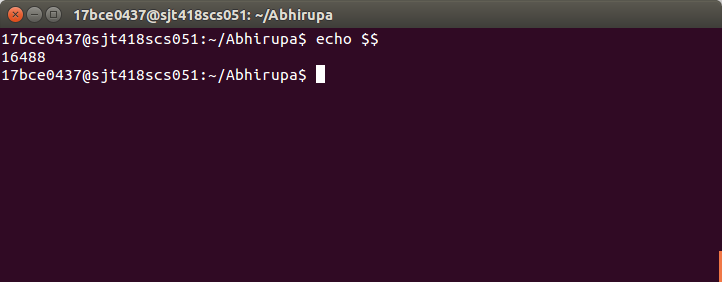 17bce0437@sjt418scs051: ~/Abhirupa
17bce0437@sjt418scs051:~/Abhirupa$ echo $$
16488
17bce0437@sjt418scs051:~/Abhirupa$